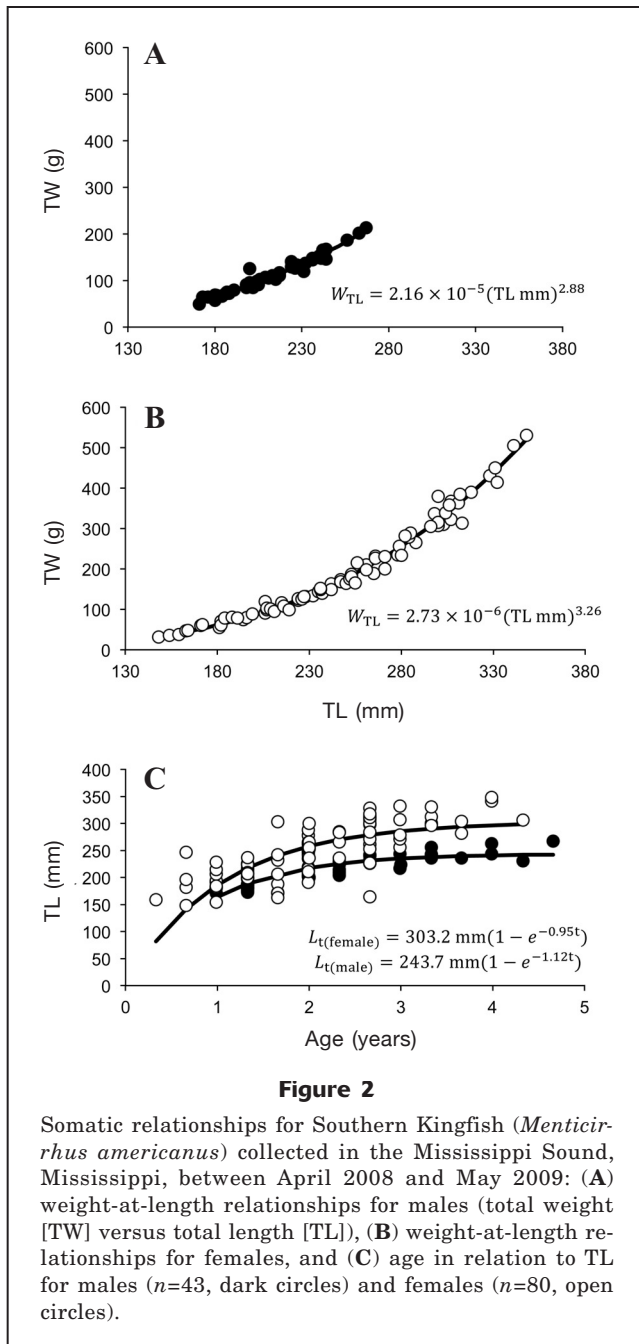 A
600
500
400
300
200
100
0
TW (g)
130 180 230 280 330 380
W_TL = 2.16 × 10⁻⁵(TL mm)²·⁸⁸
B
600
500
400
300
200
100
0
TW (g)
130 180 230 280 330 380
W_TL = 2.73 × 10⁻⁶(TL mm)³·²⁶
TL (mm)
C
400
350
300
250
200
150
100
50
0
TL (mm)
L_t(female) = 303.2 mm(1 − e^−0.95t)
L_t(male) = 243.7 mm(1 − e^−1.12t)
0 1 2 3 4 5
Age (years)
Figure 2
Somatic relationships for Southern Kingfish (Menticir-
rhus americanus) collected in the Mississippi Sound,
Mississippi, between April 2008 and May 2009: (A)
weight-at-length relationships for males (total weight
[TW] versus total length [TL]), (B) weight-at-length re-
lationships for females, and (C) age in relation to TL
for males (n=43, dark circles) and females (n=80, open
circles).